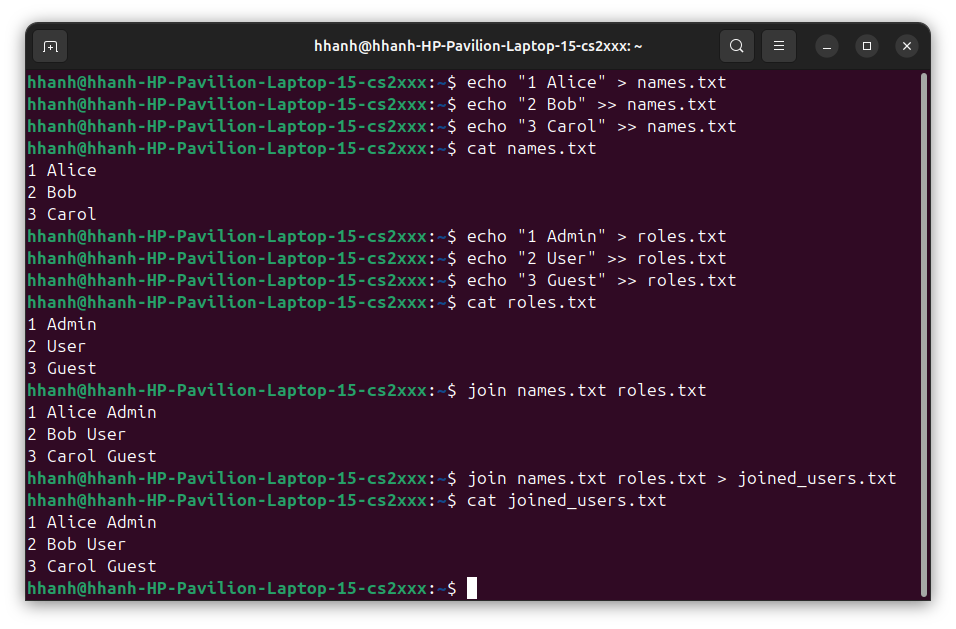 hhanh@hhanh-HP-Pavilion-Laptop-15-cs2xxx: ~
hhanh@hhanh-HP-Pavilion-Laptop-15-cs2xxx:~$ echo "1 Alice" > names.txt
hhanh@hhanh-HP-Pavilion-Laptop-15-cs2xxx:~$ echo "2 Bob" >> names.txt
hhanh@hhanh-HP-Pavilion-Laptop-15-cs2xxx:~$ echo "3 Carol" >> names.txt
hhanh@hhanh-HP-Pavilion-Laptop-15-cs2xxx:~$ cat names.txt
1 Alice
2 Bob
3 Carol
hhanh@hhanh-HP-Pavilion-Laptop-15-cs2xxx:~$ echo "1 Admin" > roles.txt
hhanh@hhanh-HP-Pavilion-Laptop-15-cs2xxx:~$ echo "2 User" >> roles.txt
hhanh@hhanh-HP-Pavilion-Laptop-15-cs2xxx:~$ echo "3 Guest" >> roles.txt
hhanh@hhanh-HP-Pavilion-Laptop-15-cs2xxx:~$ cat roles.txt
1 Admin
2 User
3 Guest
hhanh@hhanh-HP-Pavilion-Laptop-15-cs2xxx:~$ join names.txt roles.txt
1 Alice Admin
2 Bob User
3 Carol Guest
hhanh@hhanh-HP-Pavilion-Laptop-15-cs2xxx:~$ join names.txt roles.txt > joined_users.txt
hhanh@hhanh-HP-Pavilion-Laptop-15-cs2xxx:~$ cat joined_users.txt
1 Alice Admin
2 Bob User
3 Carol Guest
hhanh@hhanh-HP-Pavilion-Laptop-15-cs2xxx:~$